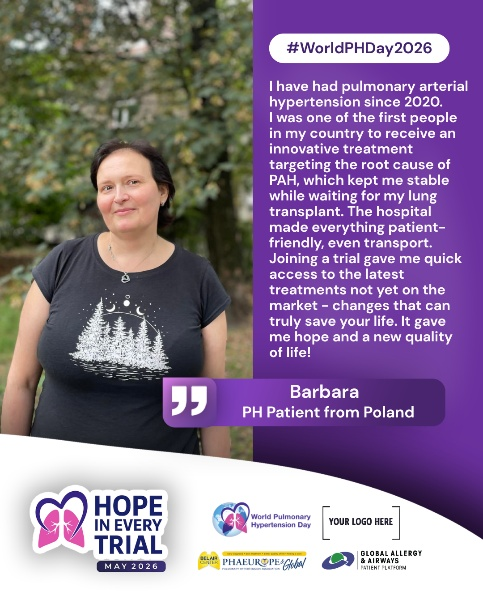 #WorldPHDay2026
I have had pulmonary arterial
hypertension since 2020.
I was one of the first people
in my country to receive an
innovative treatment
targeting the root cause of
PAH, which kept me stable
while waiting for my lung
transplant. The hospital
made everything patient-
friendly, even transport.
Joining a trial gave me quick
access to the latest
treatments not yet on the
market - changes that can
truly save your life. It gave
me hope and a new quality
of life!
Barbara
PH Patient from Poland
HOPE
IN EVERY
TRIAL
MAY 2026
World Pulmonary
Hypertension Day
YOUR LOGO HERE
PHAEUROPE& Global
GLOBAL ALLERGY
& AIRWAYS
PATIENT PLATFORM